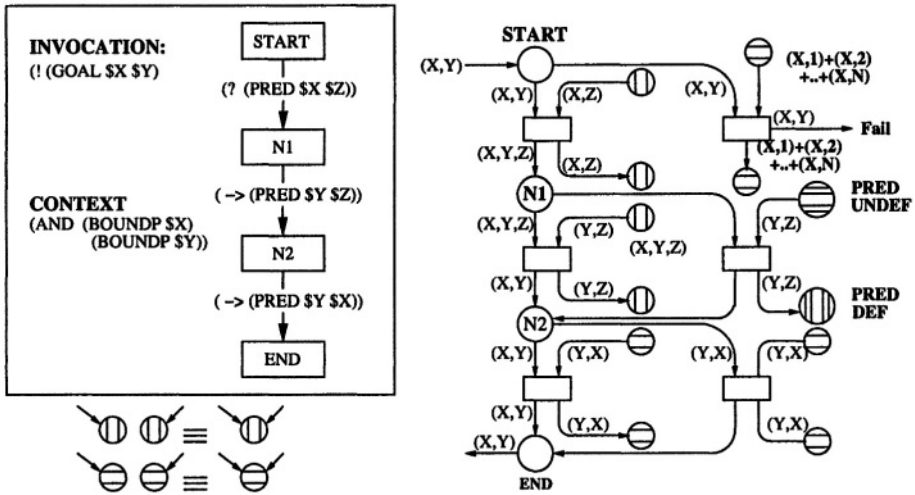 INVOCATION:
(! (GOAL $X $Y)
START
(? (PRED $X $Z))
N1
( -> (PRED $Y $Z))
CONTEXT
(AND (BOUNDP $X)
(BOUNDP $Y))
N2
( -> (PRED $Y $X))
END
START
(X,Y)
(X,Y)
(X,Z)
(X,Y)
(X,1)+(X,2)
+..+(X,N)
(X,Y)
Fail
(X,Y,Z)
(X,Z)
(X,1)+(X,2)
+..+(X,N)
N1
PRED
UNDEF
(X,Y,Z)
(Y,Z)
(X,Y,Z)
(Y,Z)
(X,Y)
(Y,Z)
(Y,Z)
PRED
DEF
N2
(X,Y)
(Y,X)
(Y,X)
(Y,X)
(X,Y)
(Y,X)
(Y,X)
(X,Y)
END